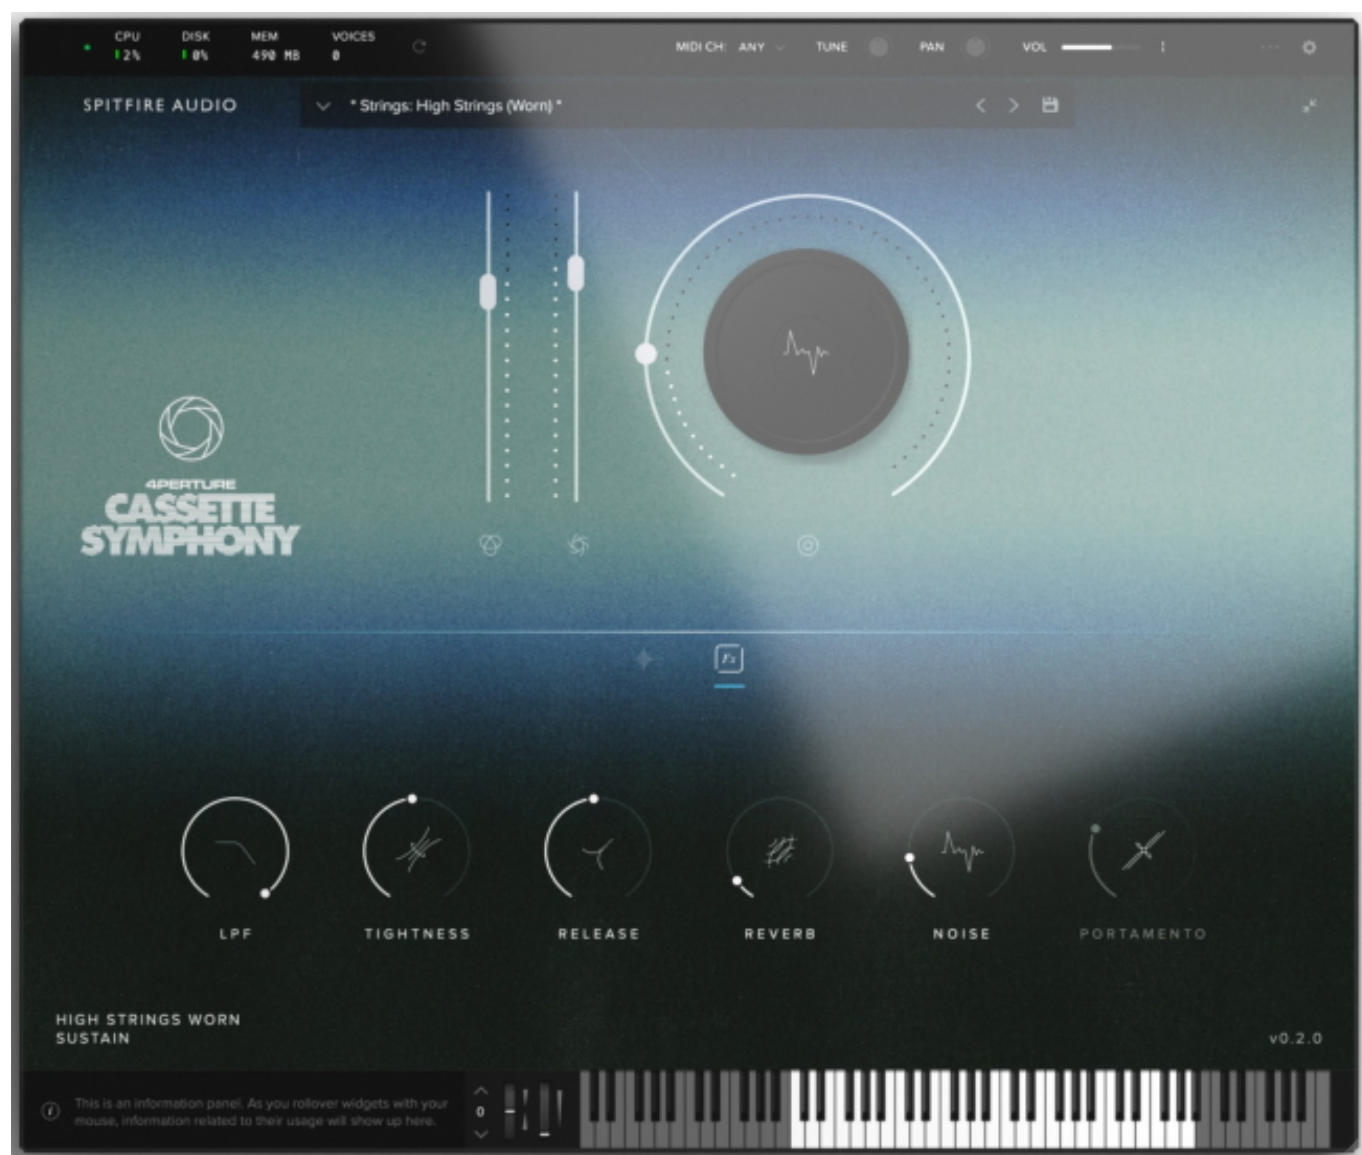 CPU DISK MEM VOICES
2% 0% 490 MB 0
MIDI CH: ANY TUNE PAN VOL
SPITFIRE AUDIO
* Strings: High Strings (Worn) *
4PERTURE
CASSETTE
SYMPHONY
Fx
LPF TIGHTNESS RELEASE REVERB NOISE PORTAMENTO
HIGH STRINGS WORN
SUSTAIN
v0.2.0
i
This is an information panel. As you rollover widgets with your
mouse, information related to their usage will show up here.
0